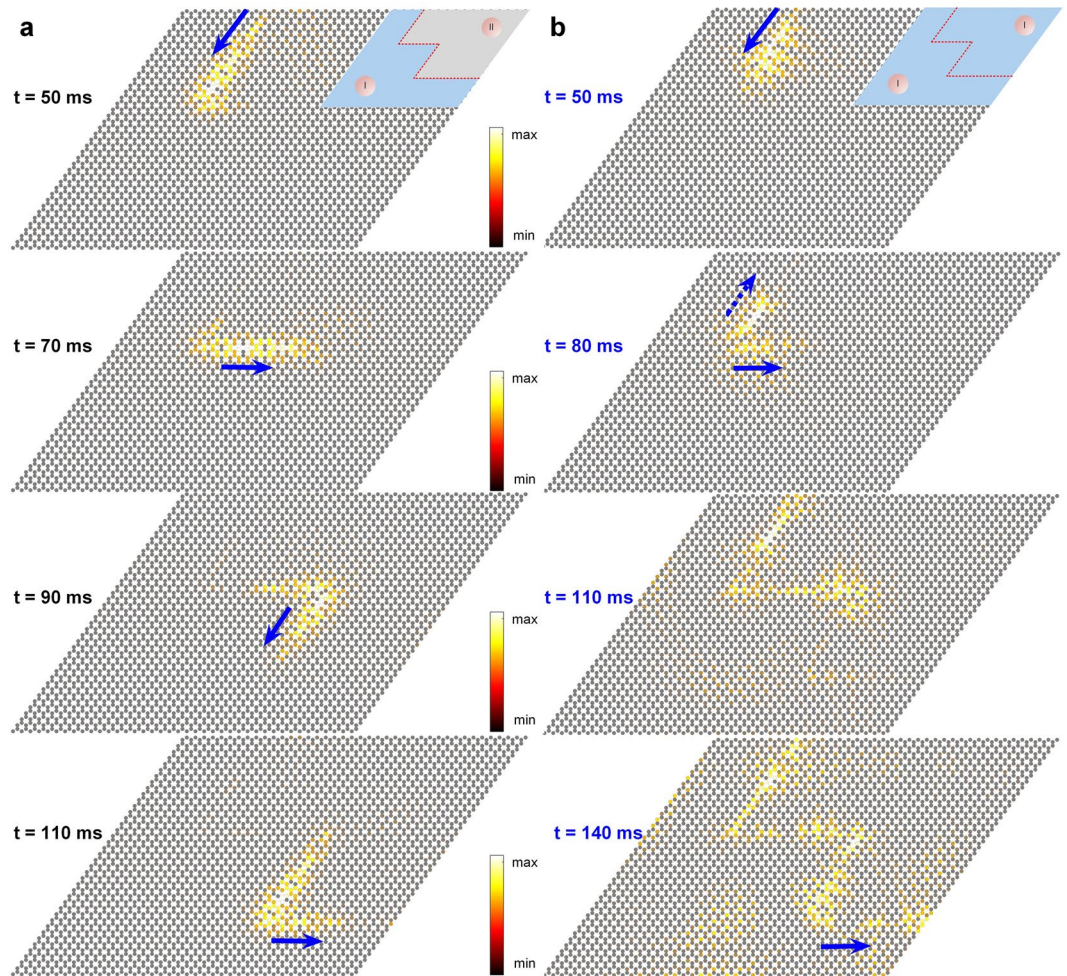 a
II
I
t = 50 ms
max
min
t = 70 ms
max
min
t = 90 ms
max
min
t = 110 ms
max
min
b
I
I
t = 50 ms
t = 80 ms
t = 110 ms
t = 140 ms